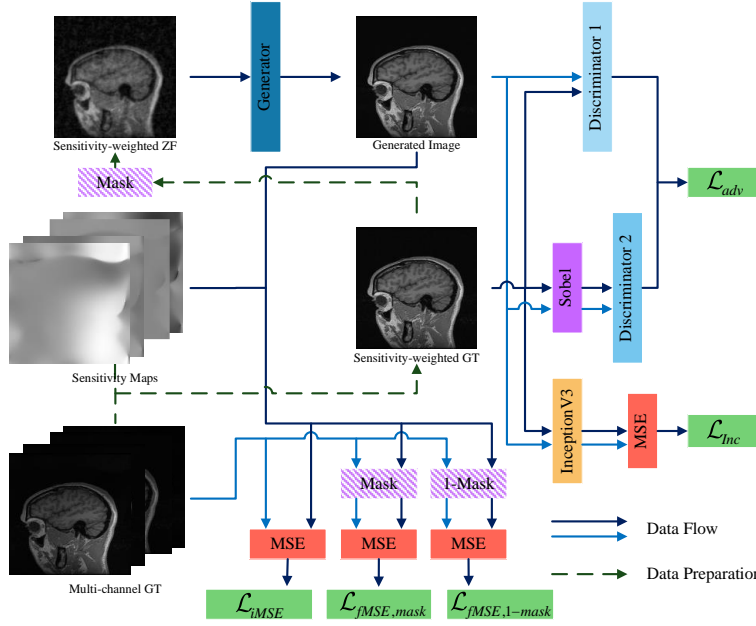 Sensitivity-weighted ZF
Generator
Generated Image
Discriminator 1
Mask
ℒadv
Sensitivity Maps
Sobel
Discriminator 2
Sensitivity-weighted GT
InceptionV3
MSE
ℒInc
Mask
1-Mask
MSE
MSE
MSE
Multi-channel GT
ℒiMSE
ℒfMSE,mask
ℒfMSE,1−mask
Data Flow
Data Preparation